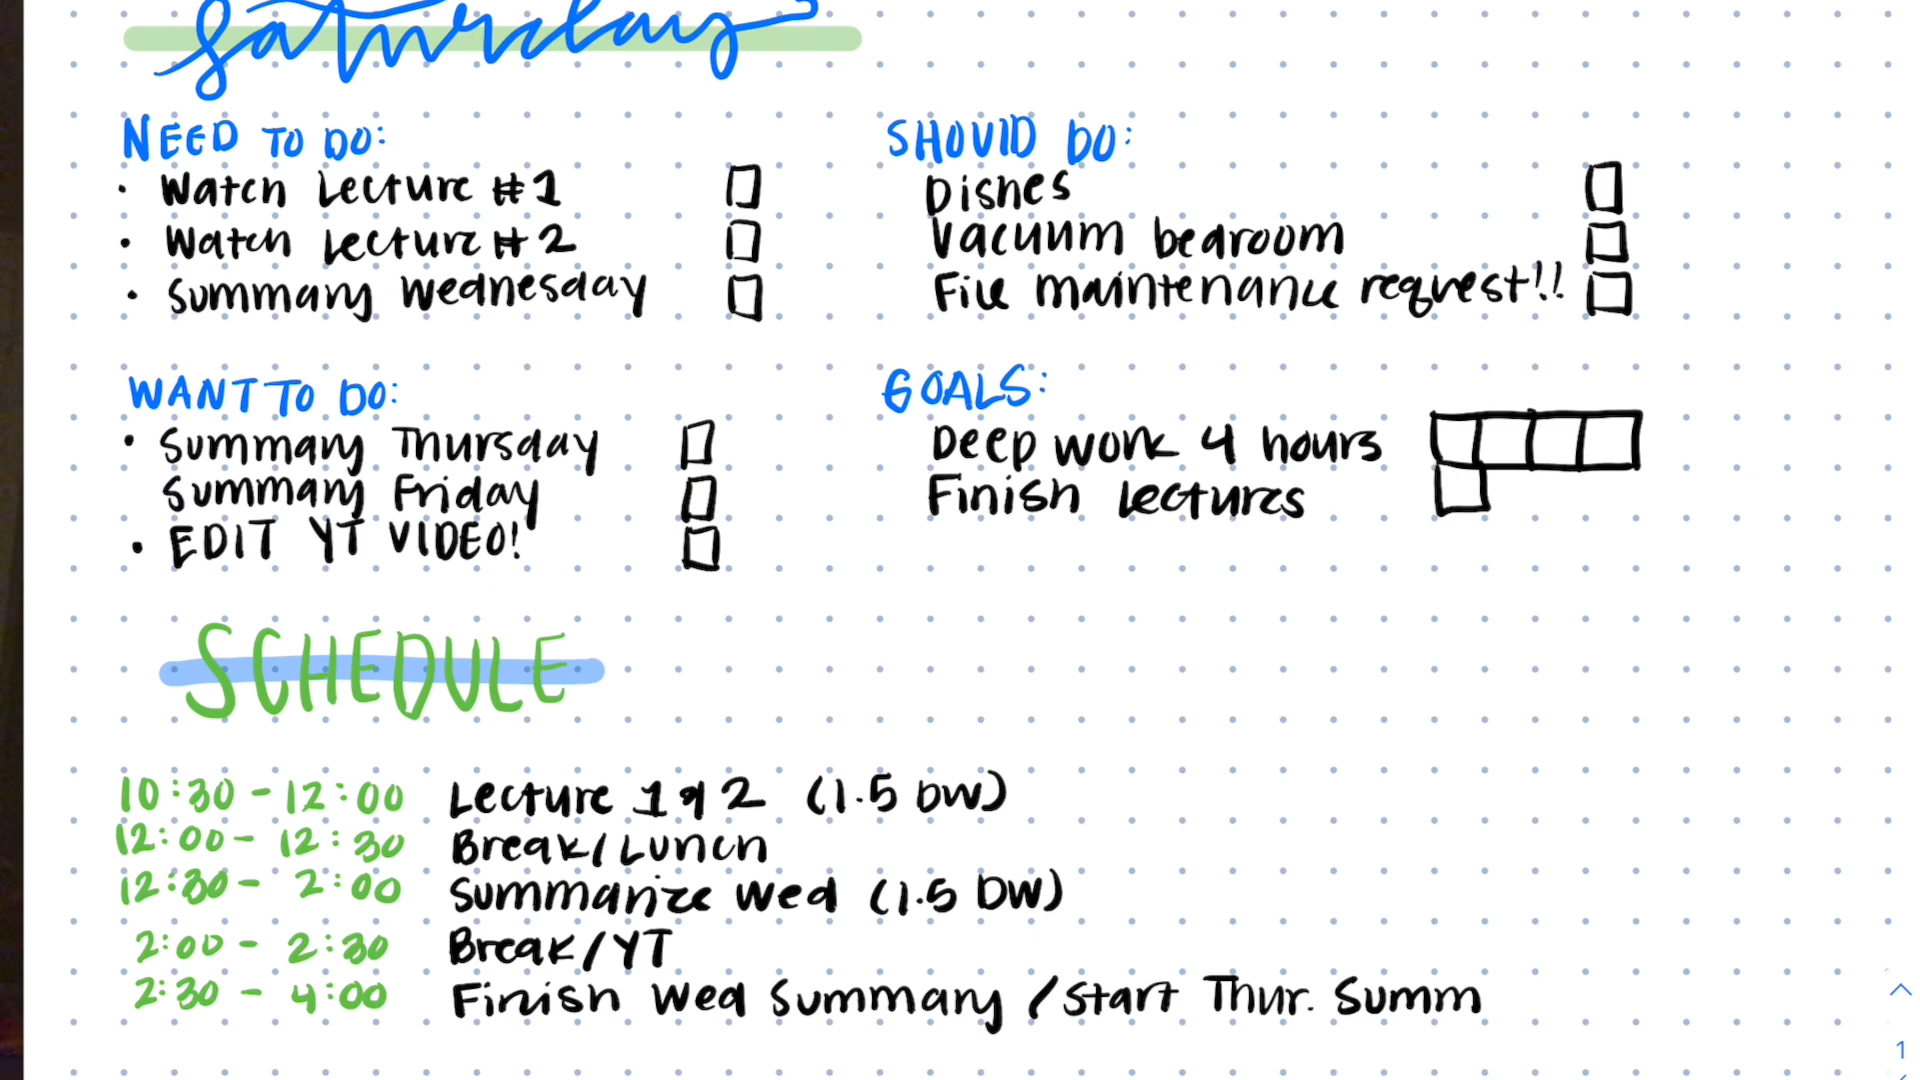 Saturday
NEED TO DO:
• Watch Lecture #1
• Watch Lecture #2
• Summary Wednesday
SHOULD DO:
Dishes
Vacuum bedroom
File maintenance request!!
WANT TO DO:
• Summary Thursday
Summary Friday
• EDIT YT VIDEO!
GOALS:
Deep work 4 hours
Finish Lectures
SCHEDULE
10:30 - 12:00 Lecture 1 & 2 (1.5 DW)
12:00 - 12:30 Break/Lunch
12:30 - 2:00 Summarize Wed (1.5 DW)
2:00 - 2:30 Break/YT
2:30 - 4:00 Finish Wed Summary / Start Thur. Summ
1